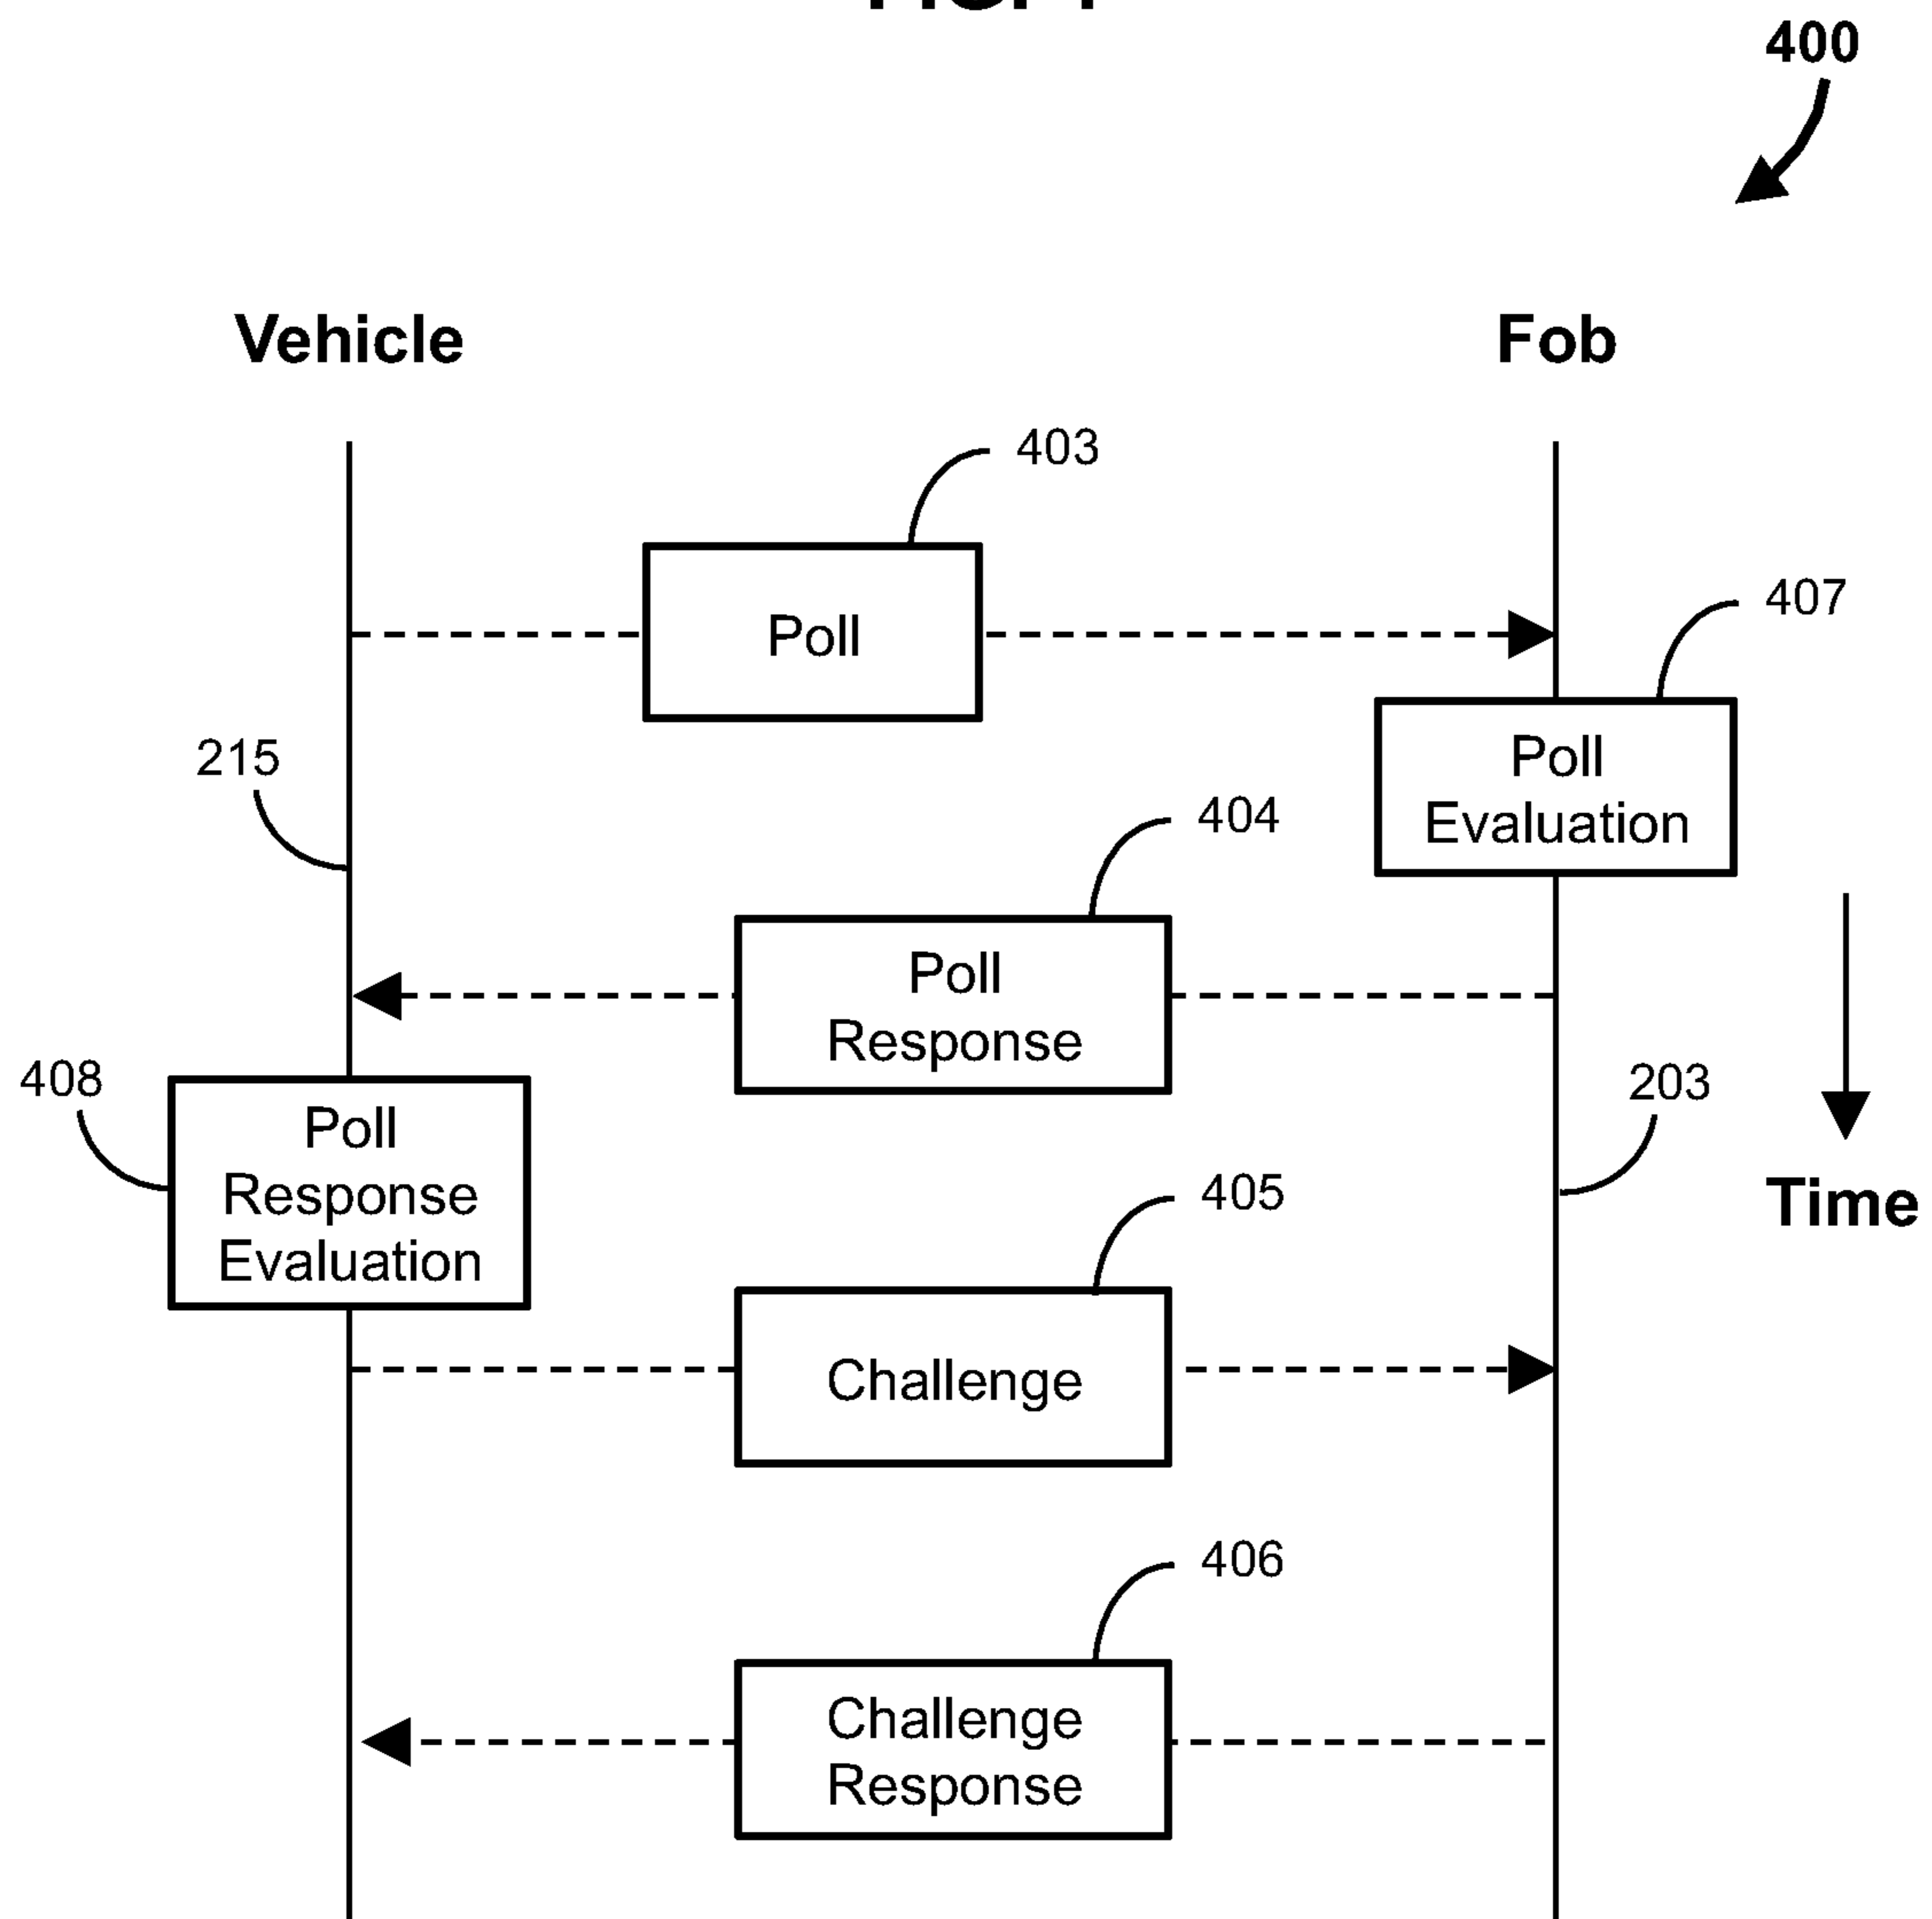 400
Vehicle
Fob
403
Poll
407
Poll
Evaluation
215
404
Poll
Response
408
Poll
Response
Evaluation
203
Time
405
Challenge
406
Challenge
Response